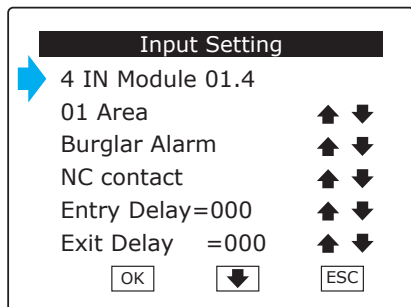 Input Setting
4 IN Module 01.4
01 Area
Burglar Alarm
NC contact
Entry Delay=000
Exit Delay =000
OK ESC